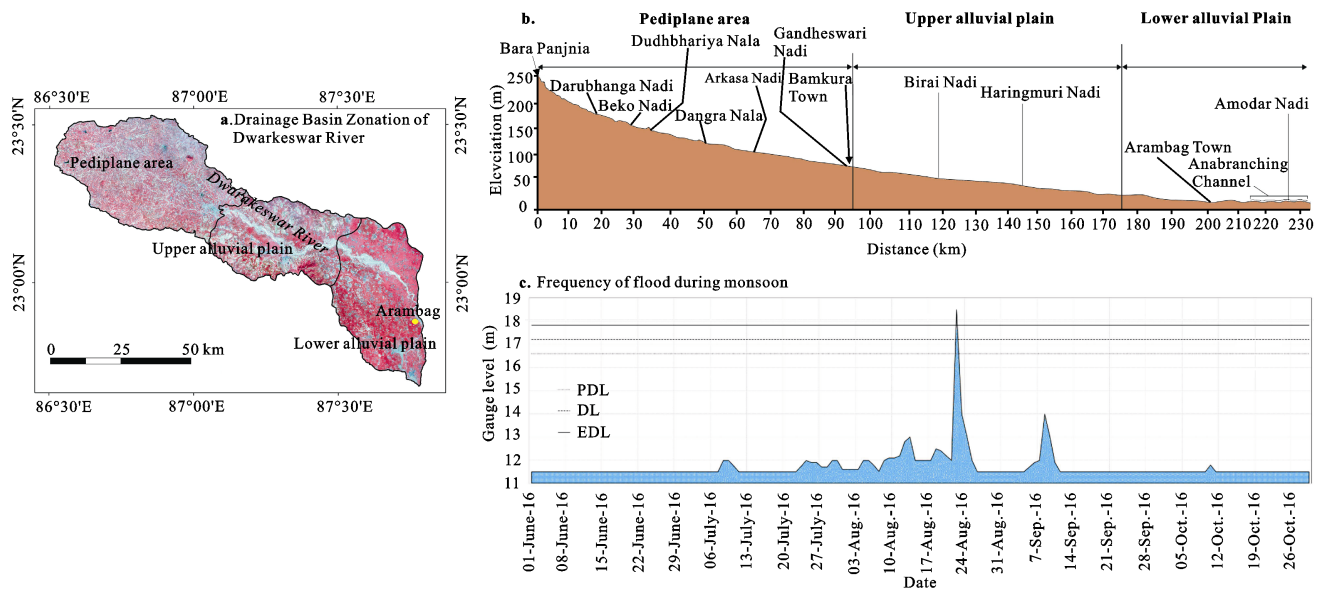 86°30'E 87°00'E 87°30'E
23°30'N
23°30'N
a.Drainage Basin Zonation of
Dwarkeswar River
Pediplane area
Dwarakeswar River
Upper alluvial plain
23°00'N
23°00'N
Arambag
Lower alluvial plain
0 25 50 km
86°30'E 87°00'E 87°30'E
b.
Pediplane area
Upper alluvial plain
Lower alluvial Plain
Bara Panjnia
Dudhbhariya Nala
Gandheswari
Nadi
Darubhanga Nadi
Beko Nadi
Dangra Nala
Arkasa Nadi
Bamkura
Town
Birai Nadi
Haringmuri Nadi
Amodar Nadi
Arambag Town
Anabranching
Channel
Elcvciation (m)
250
200
150
100
50
0
0 10 20 30 40 50 60 70 80 90 100 110 120 130 140 150 160 170 180 190 200 210 220 230
Distance (km)
c. Frequency of flood during monsoon
Gauge level (m)
19
18
17
16
15
14
13
12
11
PDL
DL
EDL
01-June-16
08-June-16
15-June-16
22-June-16
29-June-16
06-July-16
13-July-16
20-July-16
27-July-16
03-Aug.-16
10-Aug.-16
17-Aug.-16
24-Aug.-16
31-Aug.-16
7-Sep.-16
14-Sep.-16
21-Sep.-16
28-Sep.-16
05-Oct.-16
12-Oct.-16
19-Oct.-16
26-Oct.-16
Date